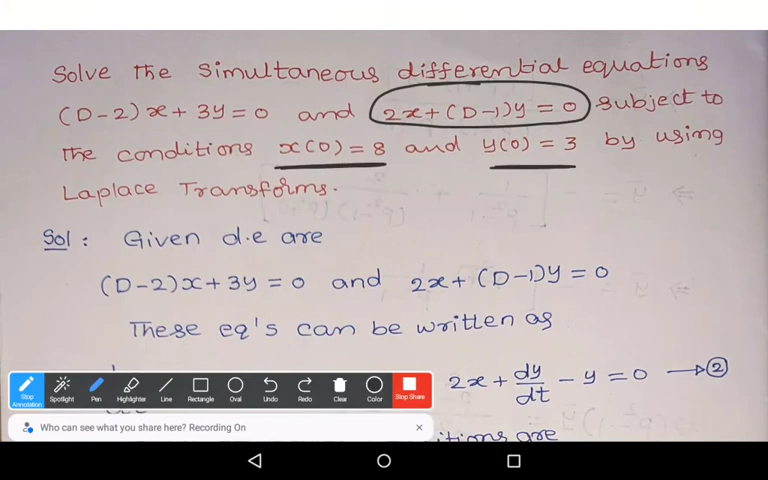 Solve the Simultaneous differential equations
(D-2)x+3y=0 and 2x+(D-1)y=0 subject to
the conditions x(0)=8 and y(0)=3 by using
Laplace Transforms.
Sol: Given d.e are
(D-2)x+3y=0 and 2x+(D-1)y=0
These eq's can be written as
2x+dy/dt-y=0 →②
Stop Annotation Spotlight Pen Highlighter Line Rectangle Oval Undo Redo Clear Color Stop Share
Who can see what you share here? Recording On ×
are